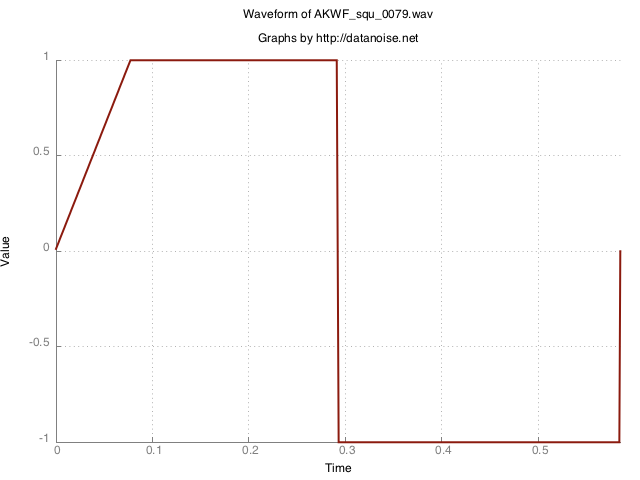 Waveform of AKWF_squ_0079.wav
Graphs by http://datanoise.net
1
0.5
0
-0.5
-1
Value
0 0.1 0.2 0.3 0.4 0.5
Time